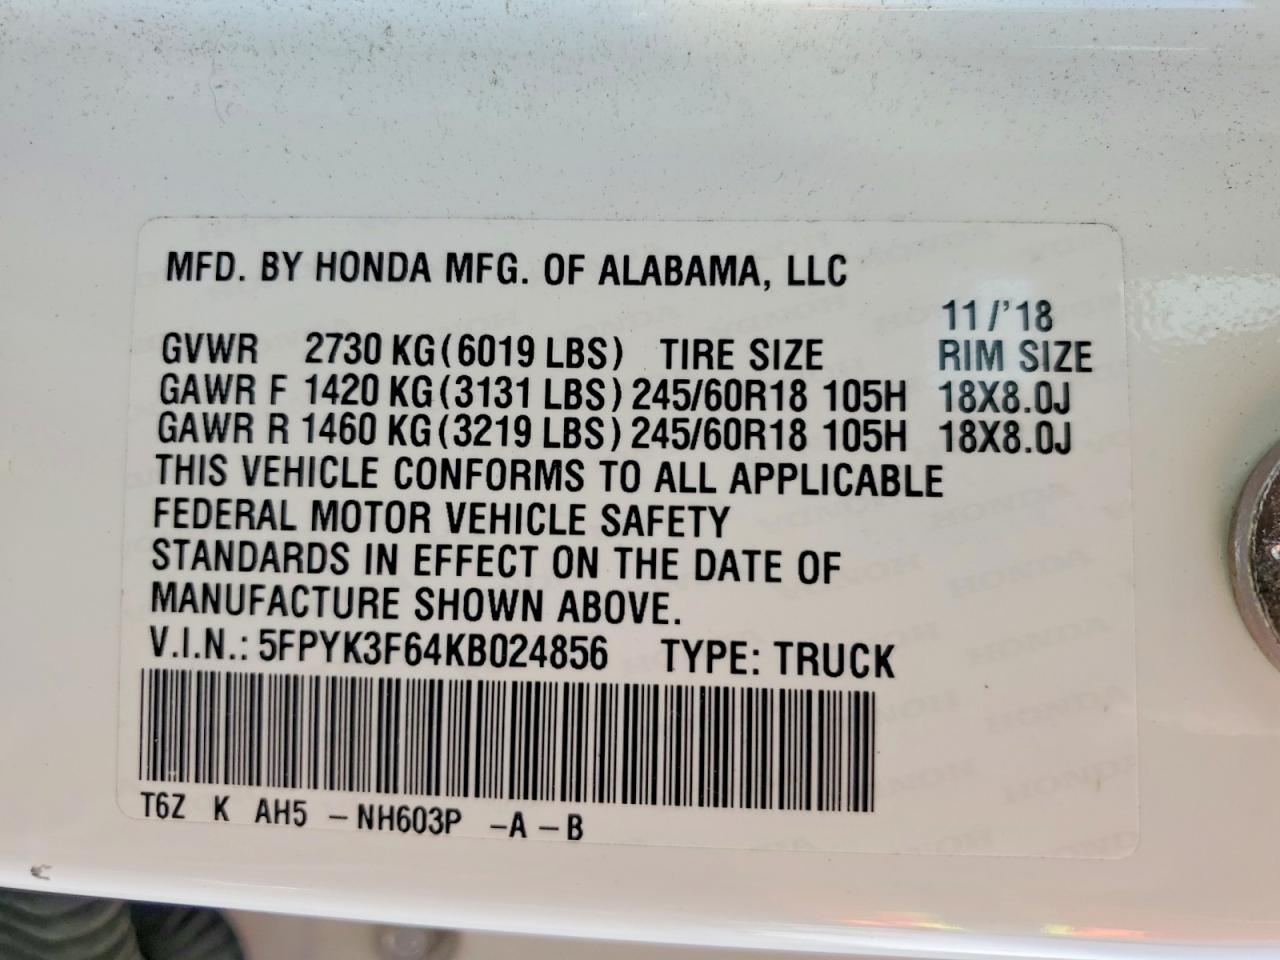 MFD. BY HONDA MFG. OF ALABAMA, LLC
11/'18
GVWR 2730 KG(6019 LBS) TIRE SIZE RIM SIZE
GAWR F 1420 KG(3131 LBS) 245/60R18 105H 18X8.0J
GAWR R 1460 KG(3219 LBS) 245/60R18 105H 18X8.0J
THIS VEHICLE CONFORMS TO ALL APPLICABLE
FEDERAL MOTOR VEHICLE SAFETY
STANDARDS IN EFFECT ON THE DATE OF
MANUFACTURE SHOWN ABOVE.
V.I.N.: 5FPYK3F64KB024856 TYPE: TRUCK
T6Z K AH5 -NH603P -A-B